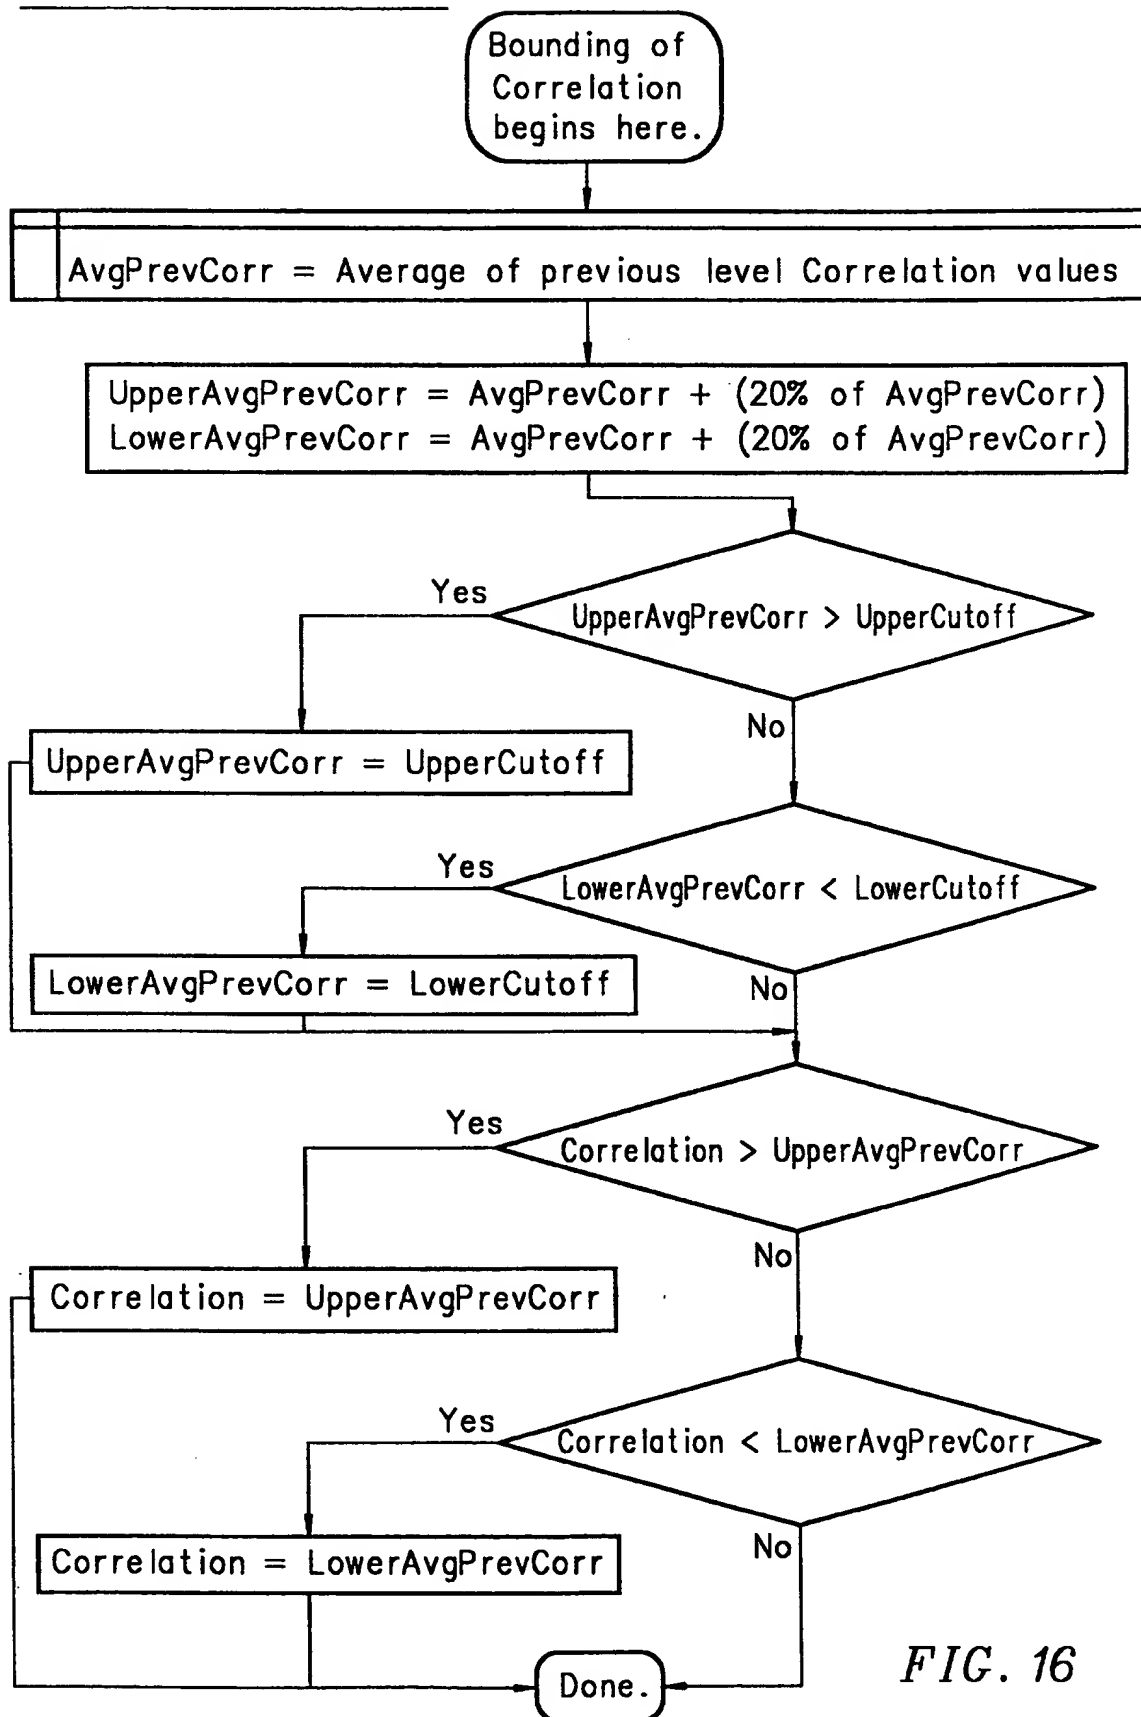 Bounding of
Correlation
begins here.
AvgPrevCorr = Average of previous level Correlation values
UpperAvgPrevCorr = AvgPrevCorr + (20% of AvgPrevCorr)
LowerAvgPrevCorr = AvgPrevCorr + (20% of AvgPrevCorr)
Yes
UpperAvgPrevCorr > UpperCutoff
No
UpperAvgPrevCorr = UpperCutoff
Yes
LowerAvgPrevCorr < LowerCutoff
LowerAvgPrevCorr = LowerCutoff
No
Yes
Correlation > UpperAvgPrevCorr
No
Correlation = UpperAvgPrevCorr
Yes
Correlation < LowerAvgPrevCorr
No
Correlation = LowerAvgPrevCorr
Done.
FIG. 16